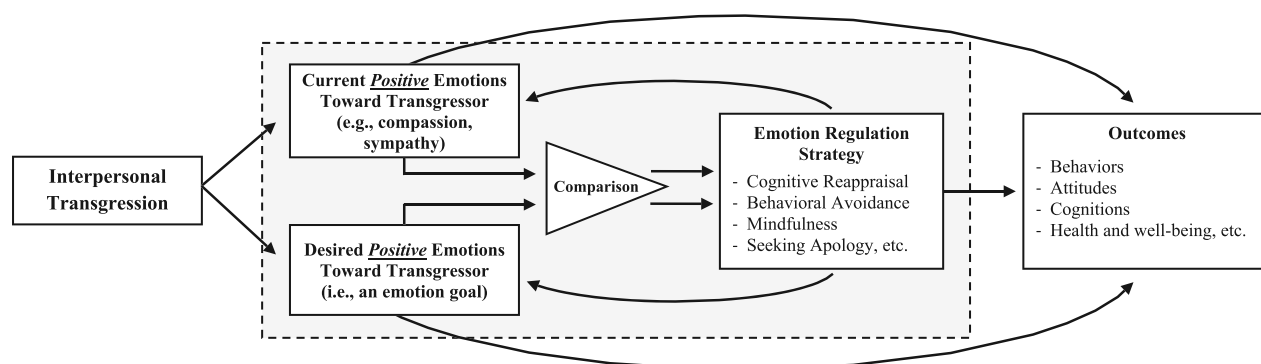 Interpersonal
Transgression
Current Positive Emotions
Toward Transgressor
(e.g., compassion,
sympathy)
Desired Positive Emotions
Toward Transgressor
(i.e., an emotion goal)
Comparison
Emotion Regulation
Strategy
- Cognitive Reappraisal
- Behavioral Avoidance
- Mindfulness
- Seeking Apology, etc.
Outcomes
- Behaviors
- Attitudes
- Cognitions
- Health and well-being, etc.